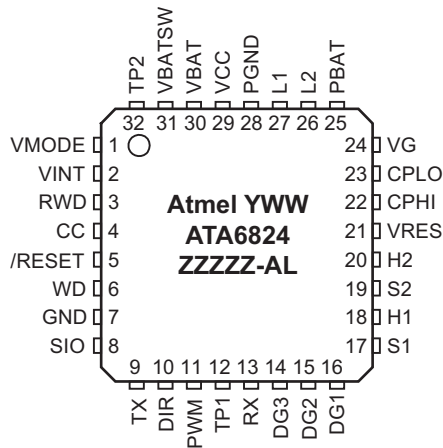 TP2
VBATSW
VBAT
VCC
PGND
L1
L2
PBAT
32 31 30 29 28 27 26 25
VMODE 1
VINT 2
RWD 3
CC 4
/RESET 5
WD 6
GND 7
SIO 8
Atmel YWW
ATA6824
ZZZZZ-AL
24 VG
23 CPLO
22 CPHI
21 VRES
20 H2
19 S2
18 H1
17 S1
9 10 11 12 13 14 15 16
TX
DIR
PWM
TP1
RX
DG3
DG2
DG1